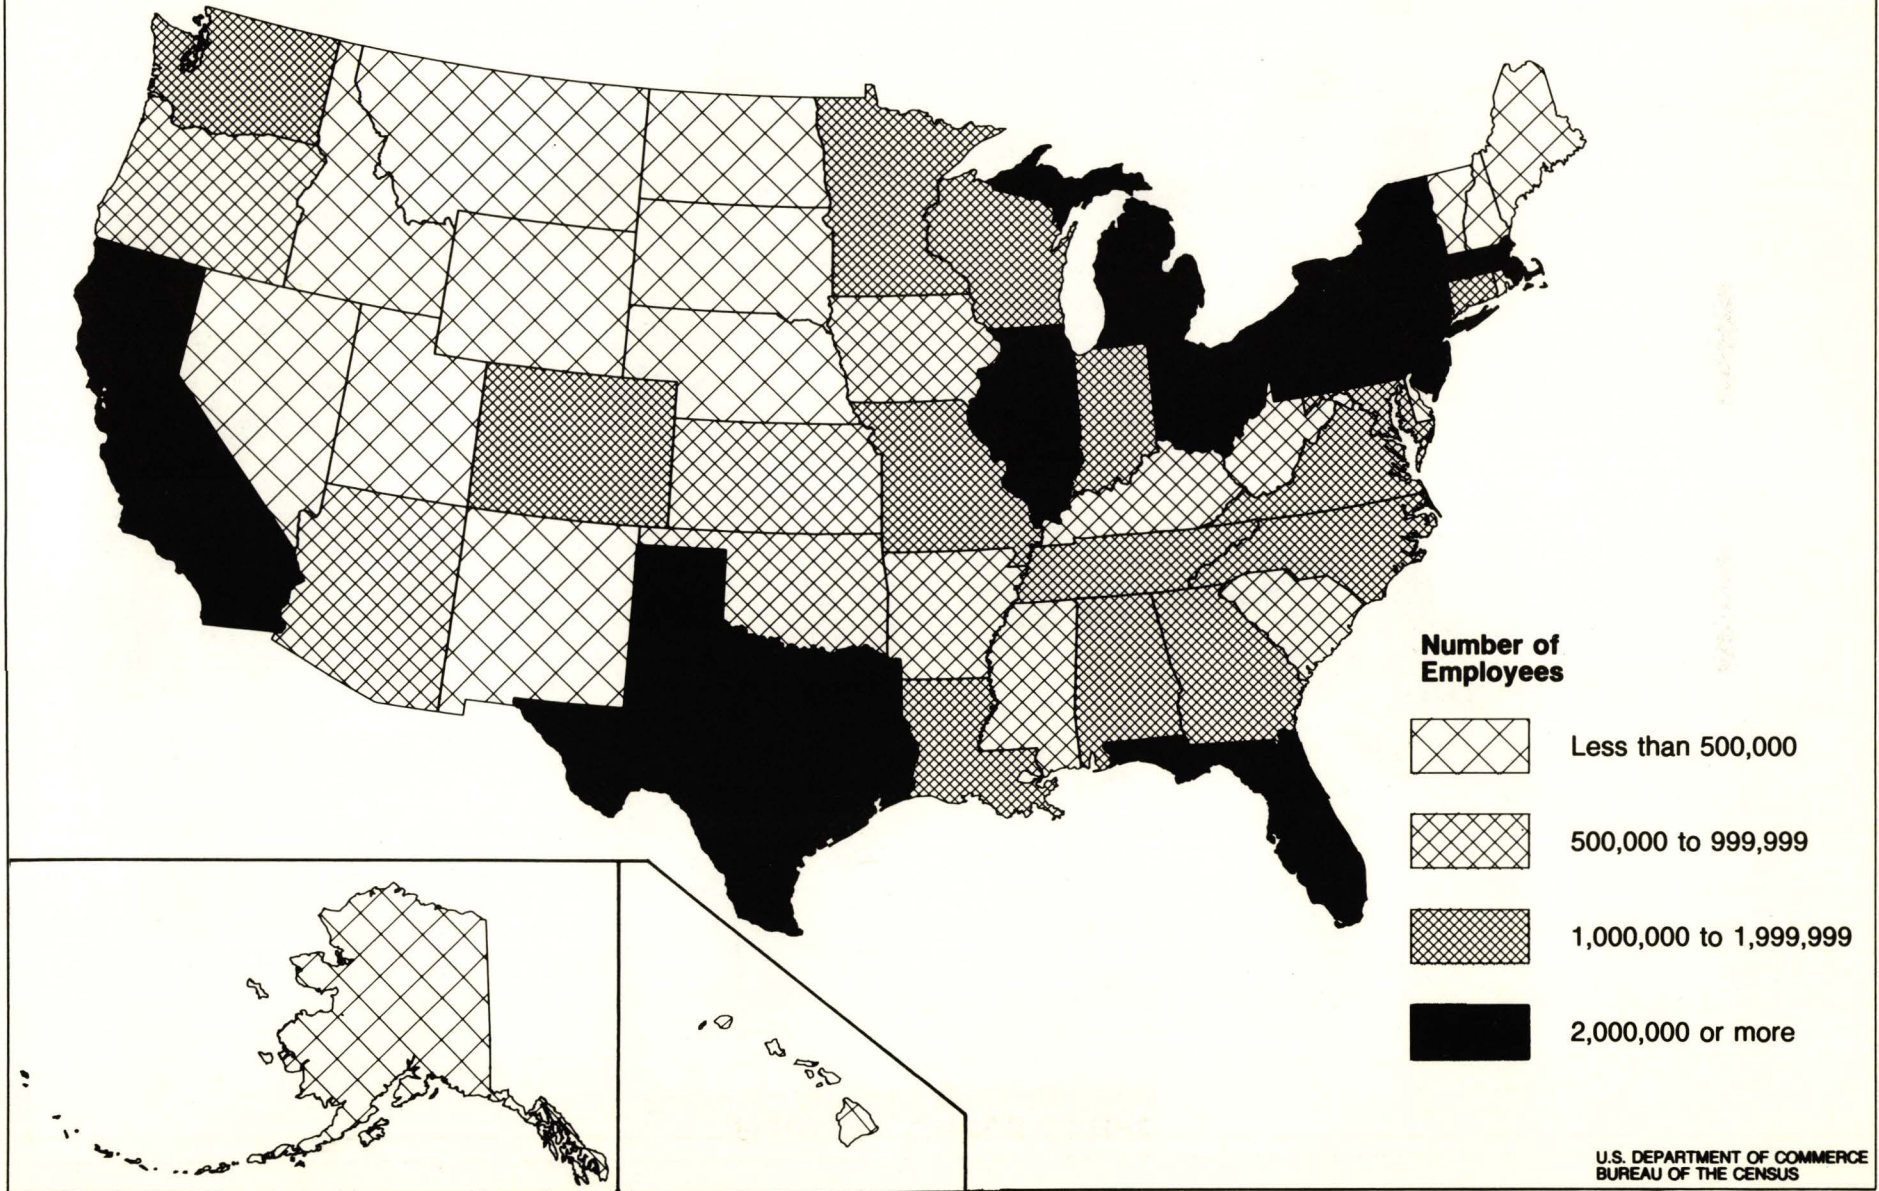 Number of
Employees
Less than 500,000
500,000 to 999,999
1,000,000 to 1,999,999
2,000,000 or more
U.S. DEPARTMENT OF COMMERCE
BUREAU OF THE CENSUS